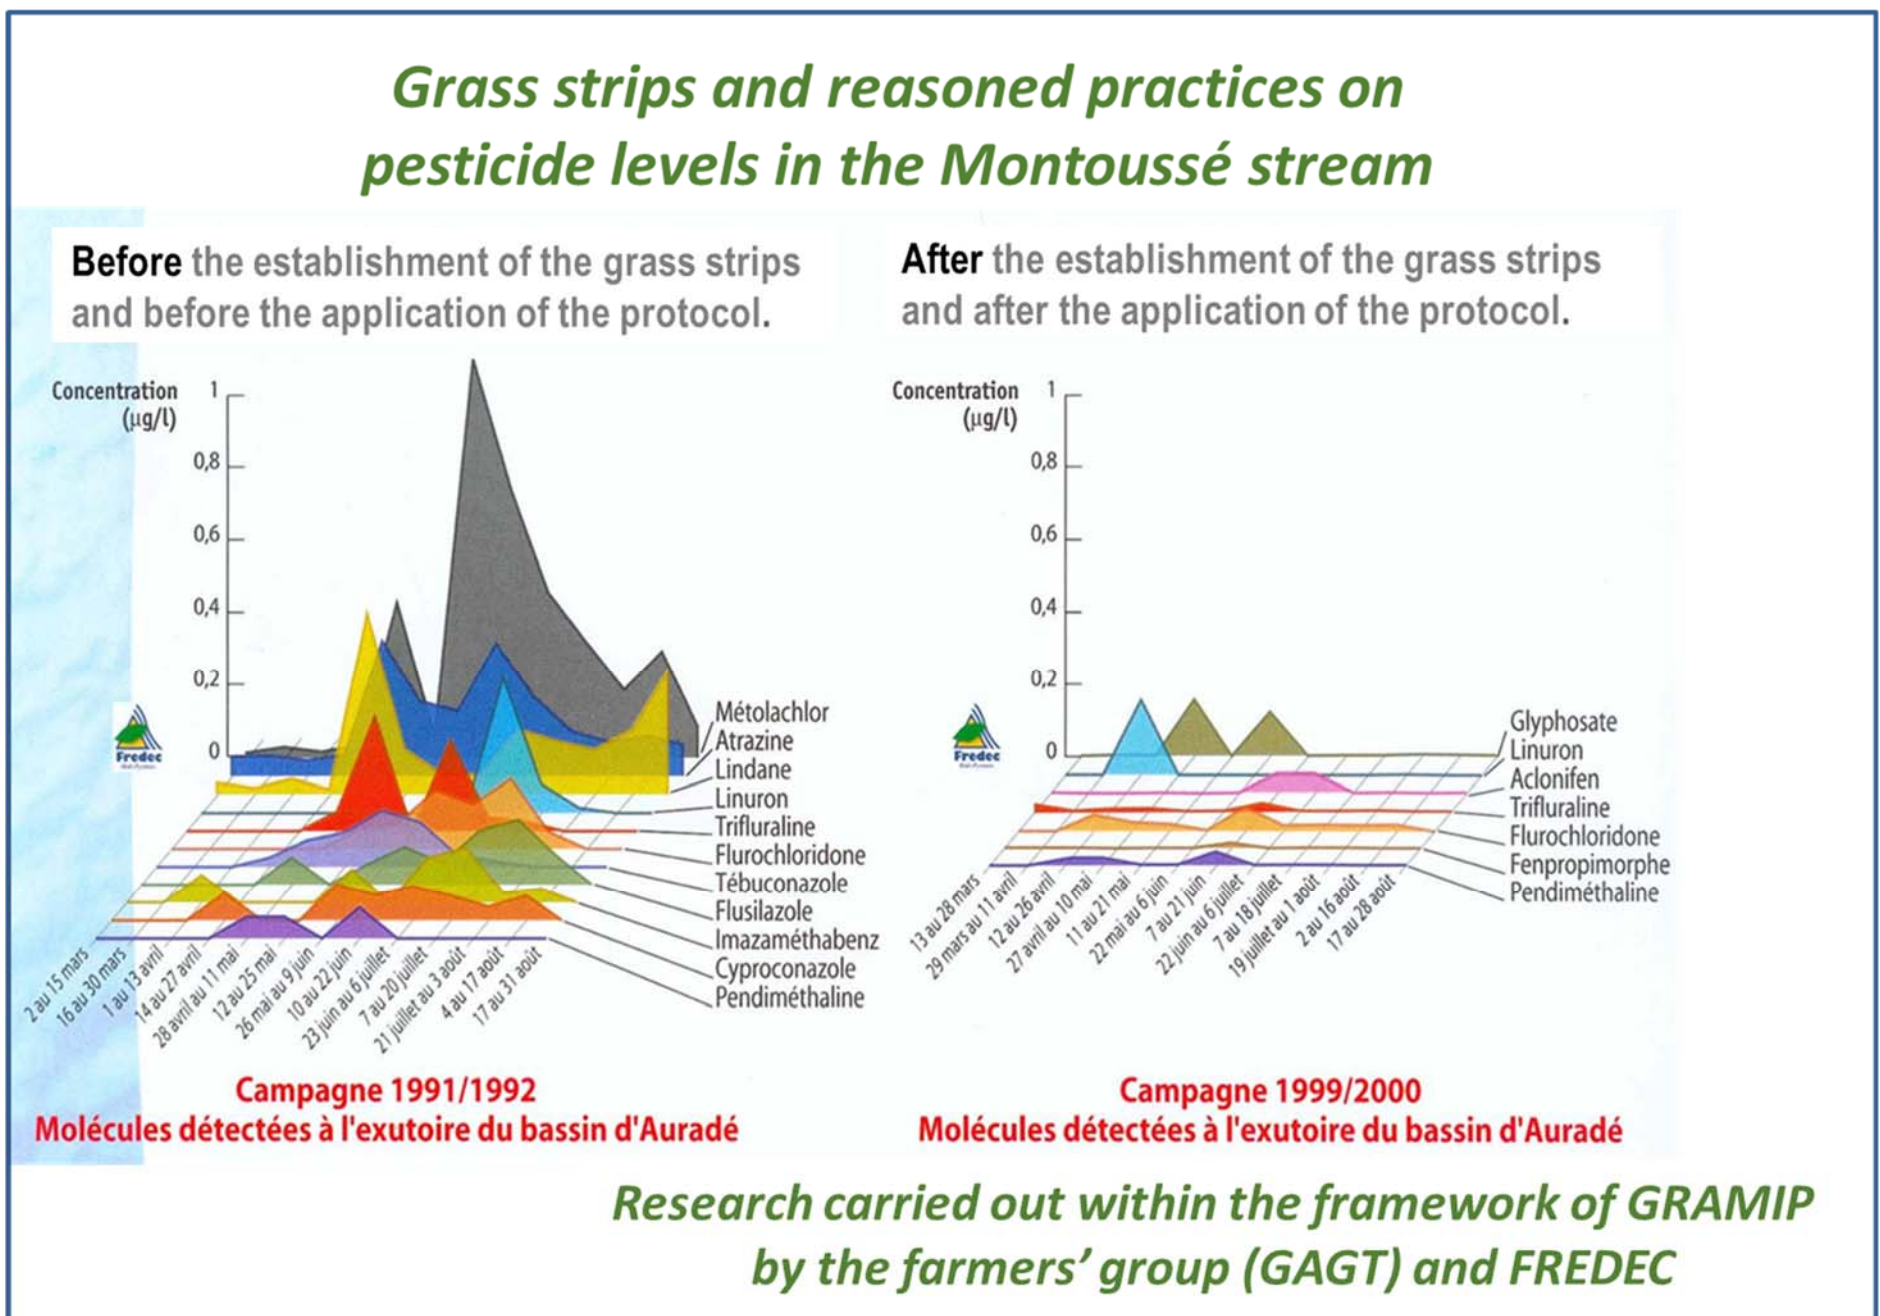 Grass strips and reasoned practices on
pesticide levels in the Montoussé stream
Before the establishment of the grass strips
and before the application of the protocol.
Concentration
(µg/l)
1
0,8
0,6
0,4
0,2
0
Fredec
Métolachlor
Atrazine
Lindane
Linuron
Trifluraline
Flurochloridone
Tébuconazole
Flusilazole
Imazaméthabenz
Cyproconazole
Pendiméthaline
2 au 15 mars
16 au 30 mars
1 au 13 avril
14 au 27 avril
28 avril au 11 mai
12 au 25 mai
26 mai au 9 juin
10 au 22 juin
23 juin au 6 juillet
7 au 20 juillet
21 juillet au 3 août
4 au 17 août
17 au 31 août
Campagne 1991/1992
Molécules détectées à l'exutoire du bassin d'Auradé
After the establishment of the grass strips
and after the application of the protocol.
Concentration
(µg/l)
1
0,8
0,6
0,4
0,2
0
Fredec
Glyphosate
Linuron
Aclonifen
Trifluraline
Flurochloridone
Fenpropimorphe
Pendiméthaline
13 au 28 mars
29 mars au 11 avril
12 au 26 avril
27 avril au 10 mai
11 au 21 mai
22 mai au 6 juin
7 au 21 juin
22 juin au 6 juillet
7 au 18 juillet
19 juillet au 1 août
2 au 16 août
17 au 28 août
Campagne 1999/2000
Molécules détectées à l'exutoire du bassin d'Auradé
Research carried out within the framework of GRAMIP
by the farmers' group (GAGT) and FREDEC